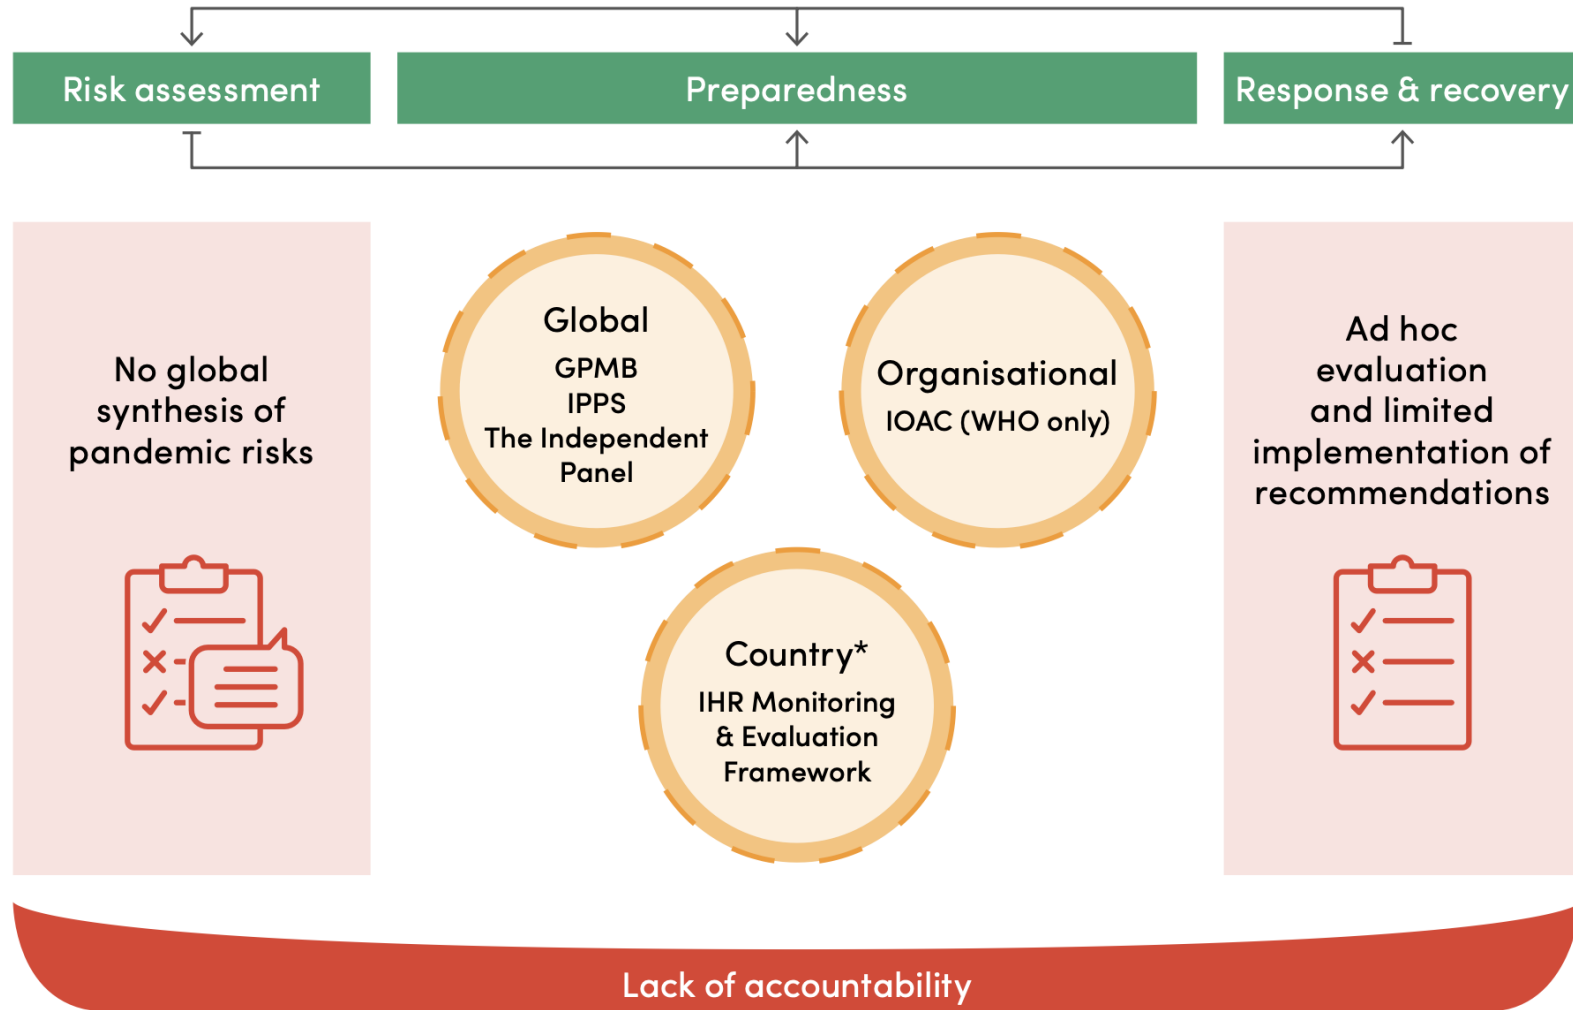 Risk assessment
Preparedness
Response & recovery
No global
synthesis of
pandemic risks
Global
GPMB
IPPS
The Independent
Panel
Organisational
IOAC (WHO only)
Country*
IHR Monitoring
& Evaluation
Framework
Ad hoc
evaluation
and limited
implementation of
recommendations
Lack of accountability